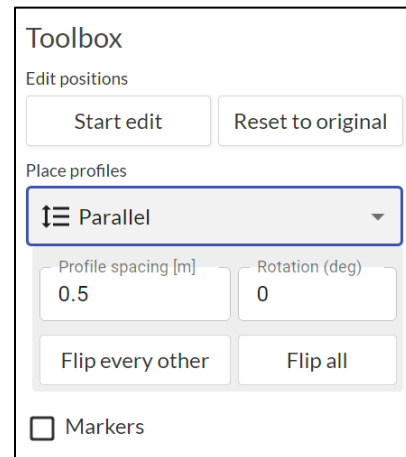 Toolbox
Edit positions
Start edit Reset to original
Place profiles
Parallel
Profile spacing [m] Rotation (deg)
0.5 0
Flip every other Flip all
Markers